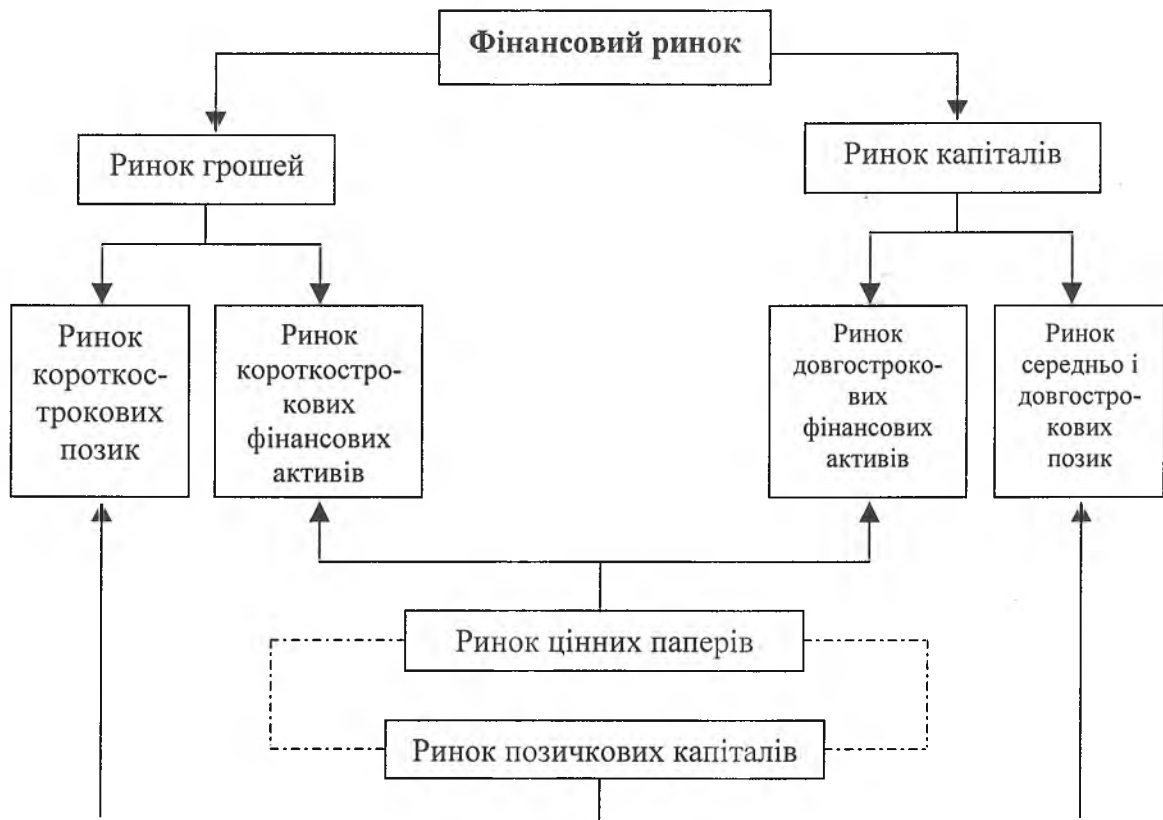 Фінансовий ринок
Ринок грошей
Ринок капіталів
Ринок
короткос-
трокових
позик
Ринок
короткостро-
кових
фінансових
активів
Ринок
довгостроко-
вих
фінансових
активів
Ринок
середньо і
довгостро-
кових
позик
Ринок цінних паперів
Ринок позичкових капіталів